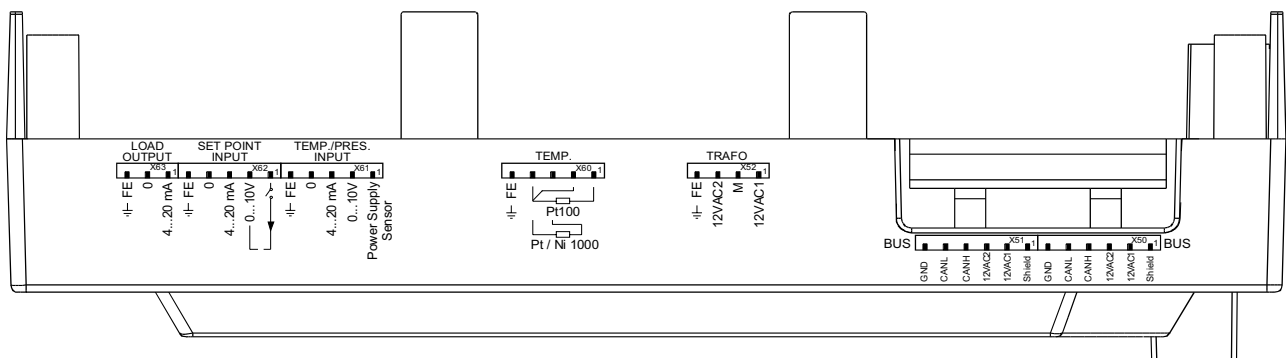 LOAD
OUTPUT
X63 1
⏚ FE
0
4...20 mA
SET POINT
INPUT
X62 1
⏚ FE
0
4...20 mA
0...10V
TEMP./PRES.
INPUT
X61 1
⏚ FE
0
4...20 mA
0...10V
Power Supply
Sensor
TEMP.
X60 1
⏚ FE
Pt100
Pt / Ni 1000
TRAFO
X52 1
⏚ FE
12VAC2
M
12VAC1
BUS
X51 1
GND
CANL
CANH
12VAC2
12VAC1
Shield
X50 1
BUS
GND
CANL
CANH
12VAC2
12VAC1
Shield